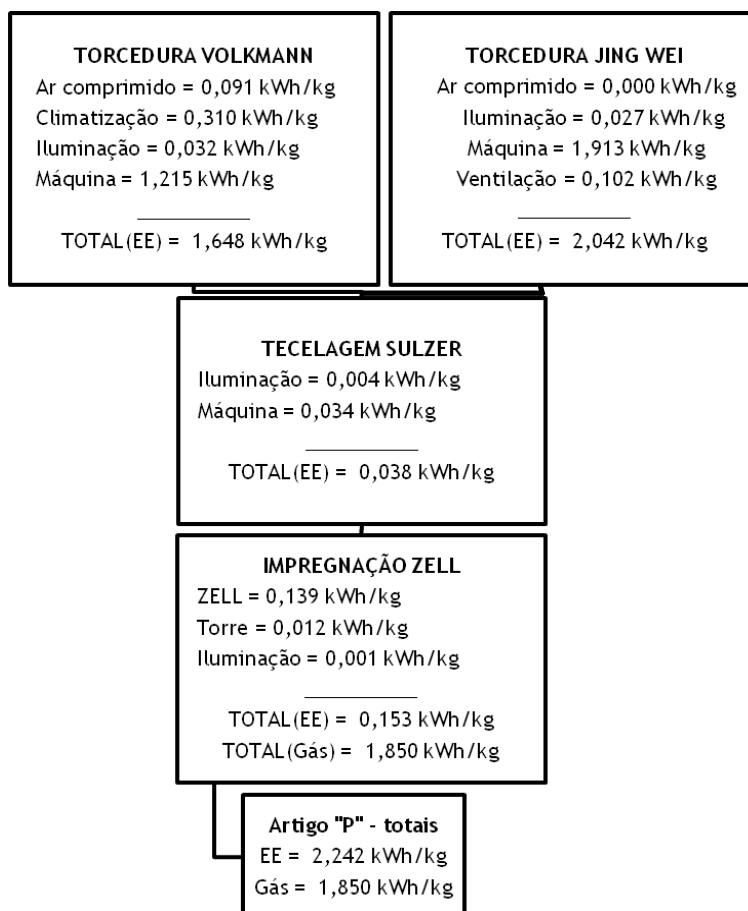 TORCEDURA VOLKMANN
Ar comprimido = 0,091 kWh/kg
Climatização = 0,310 kWh/kg
Iluminação = 0,032 kWh/kg
Máquina = 1,215 kWh/kg
TOTAL(EE) = 1,648 kWh/kg
TORCEDURA JING WEI
Ar comprimido = 0,000 kWh/kg
Iluminação = 0,027 kWh/kg
Máquina = 1,913 kWh/kg
Ventilação = 0,102 kWh/kg
TOTAL(EE) = 2,042 kWh/kg
TECELAGEM SULZER
Iluminação = 0,004 kWh/kg
Máquina = 0,034 kWh/kg
TOTAL(EE) = 0,038 kWh/kg
IMPREGNAÇÃO ZELL
ZELL = 0,139 kWh/kg
Torre = 0,012 kWh/kg
Iluminação = 0,001 kWh/kg
TOTAL(EE) = 0,153 kWh/kg
TOTAL(Gás) = 1,850 kWh/kg
Artigo "P" - totais
EE = 2,242 kWh/kg
Gás = 1,850 kWh/kg